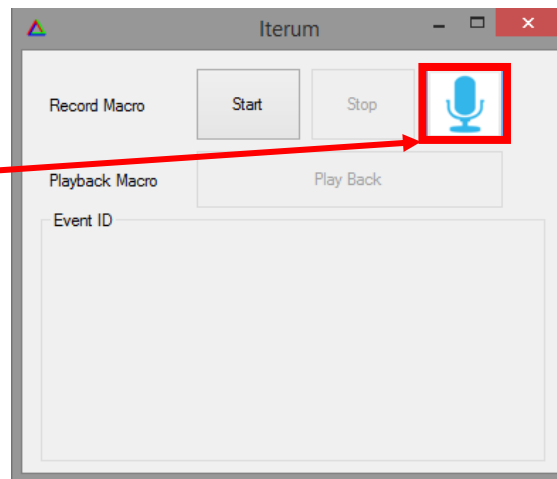 Iterum
Record Macro Start Stop
Playback Macro Play Back
Event ID